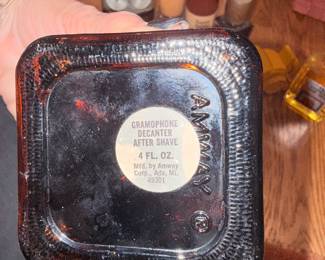 GRAMOPHONE
DECANTER
AFTER SHAVE
4 FL. OZ.
Mfd. by Amway
Corp., Ada, MI.
49301
AMWAY